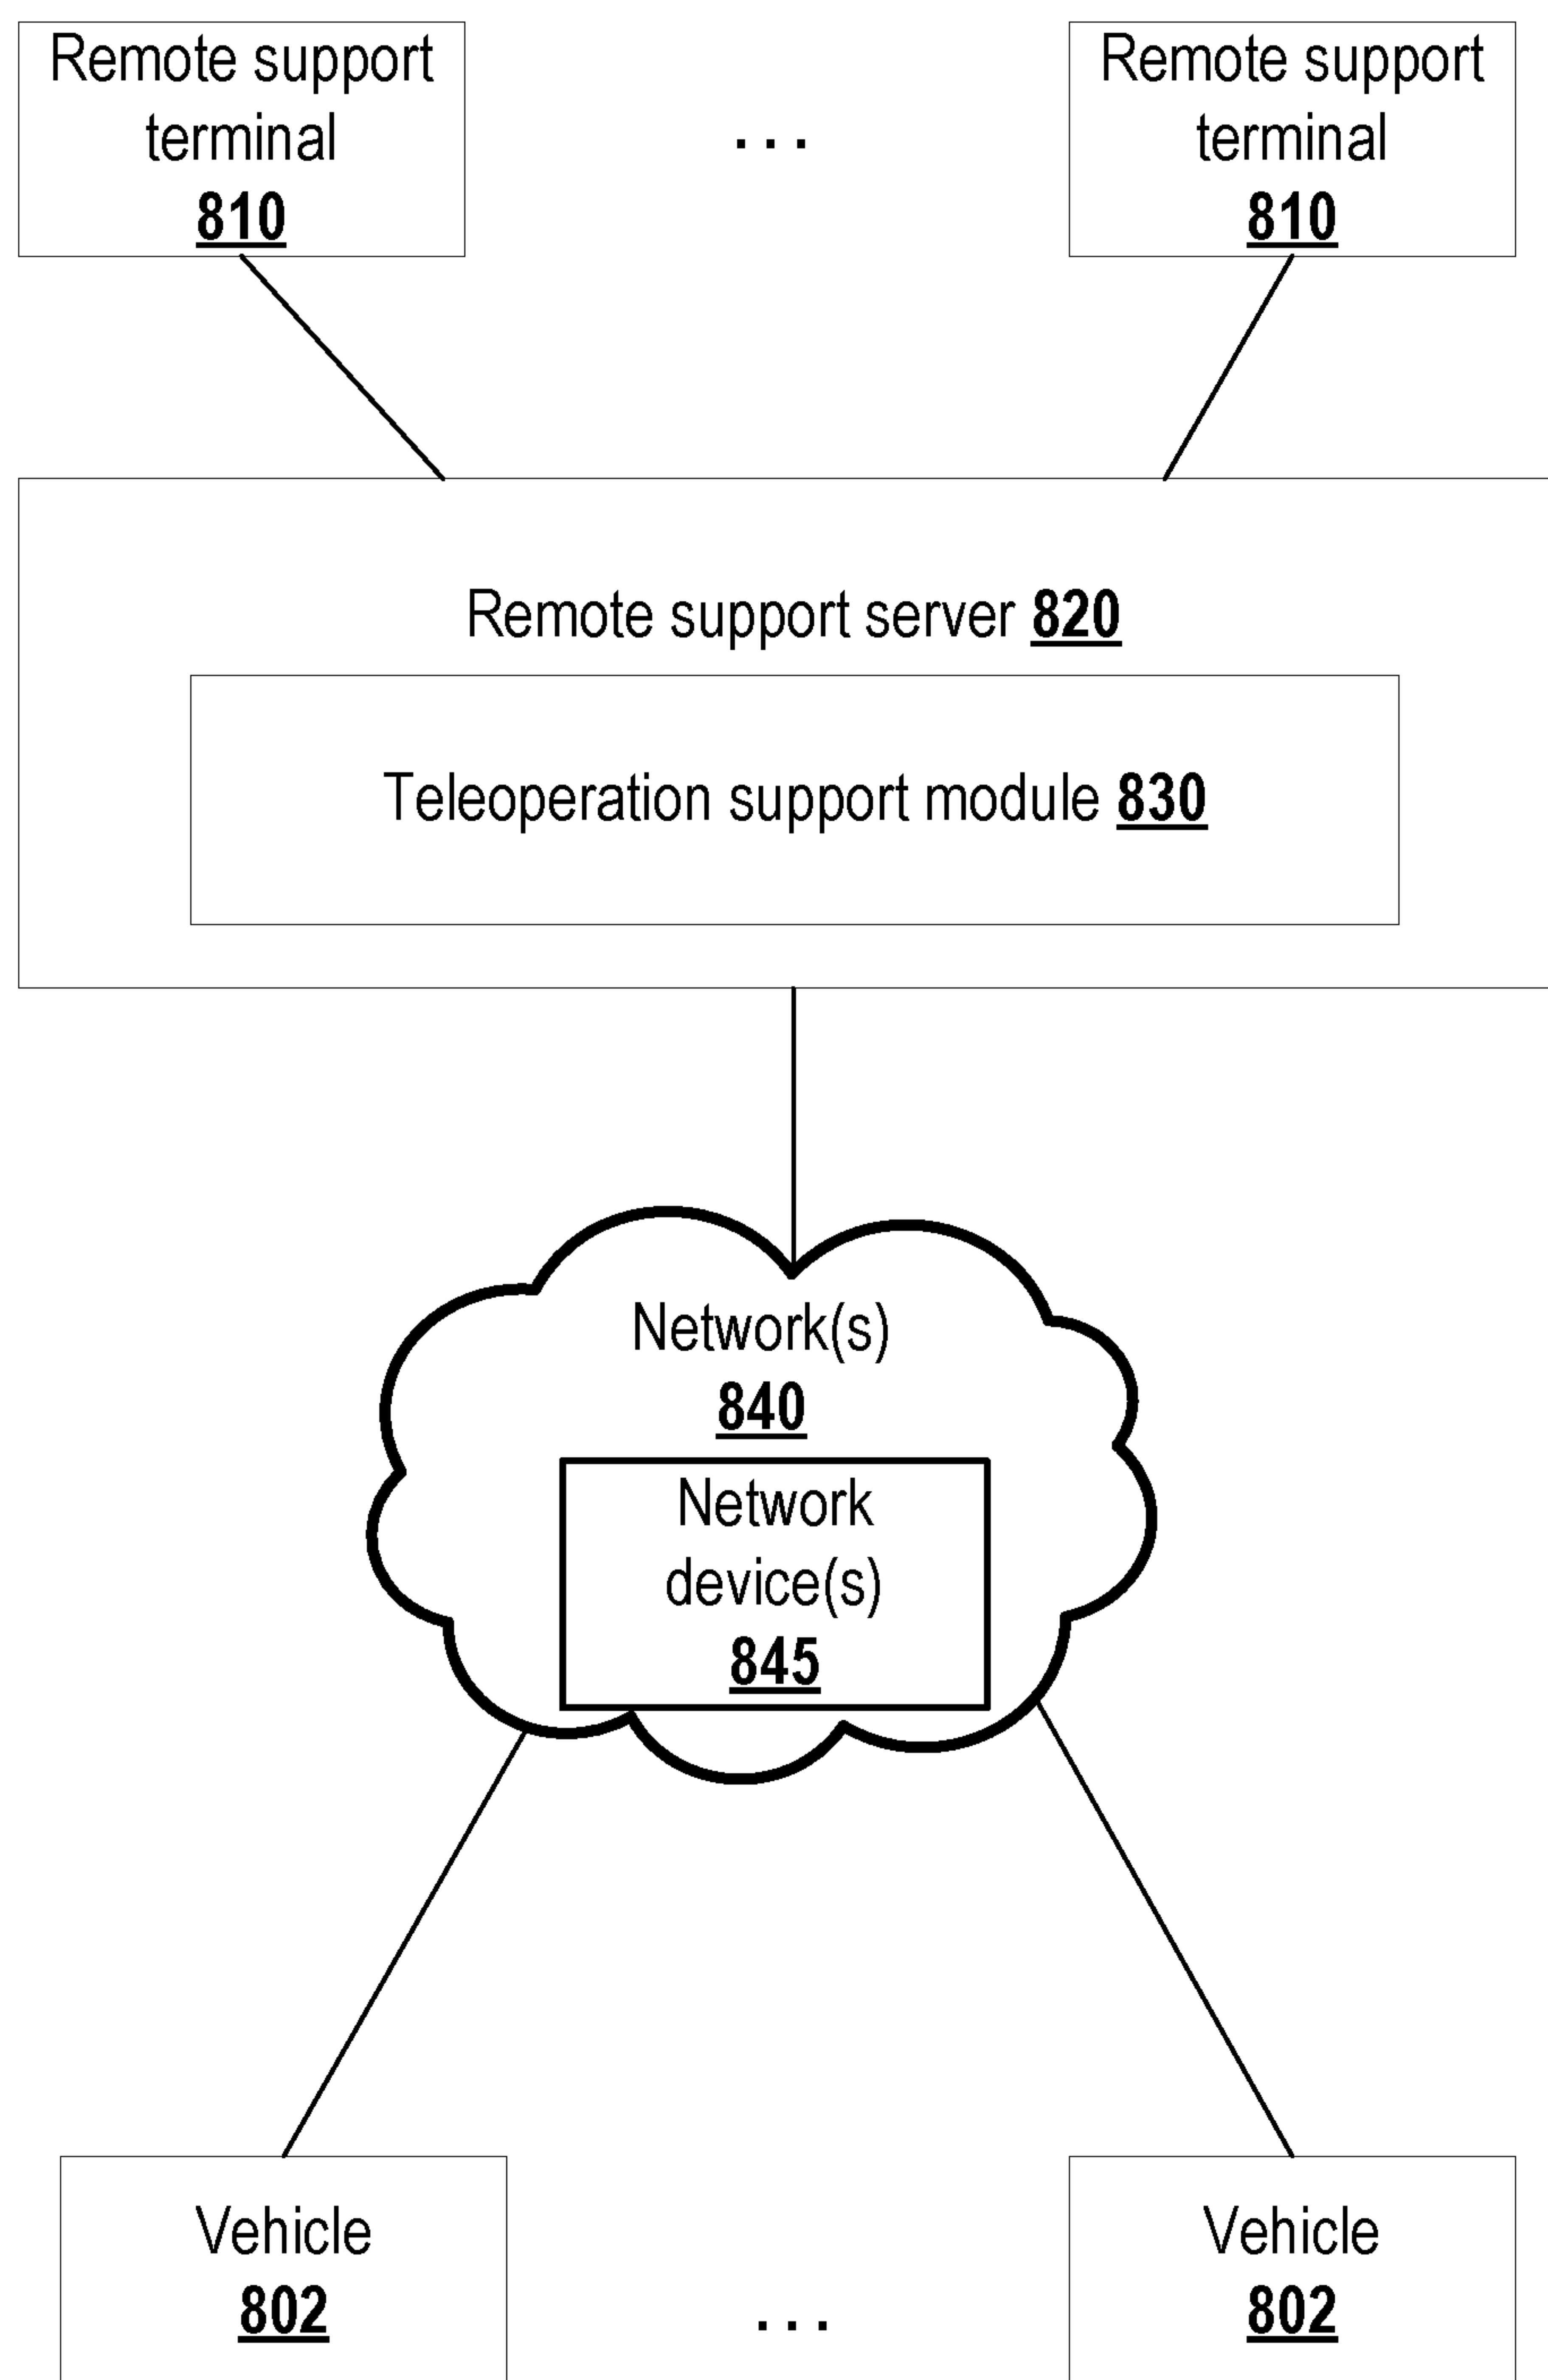 Remote support
terminal
810
...
Remote support
terminal
810
Remote support server 820
Teleoperation support module 830
Network(s)
840
Network
device(s)
845
Vehicle
802
...
Vehicle
802